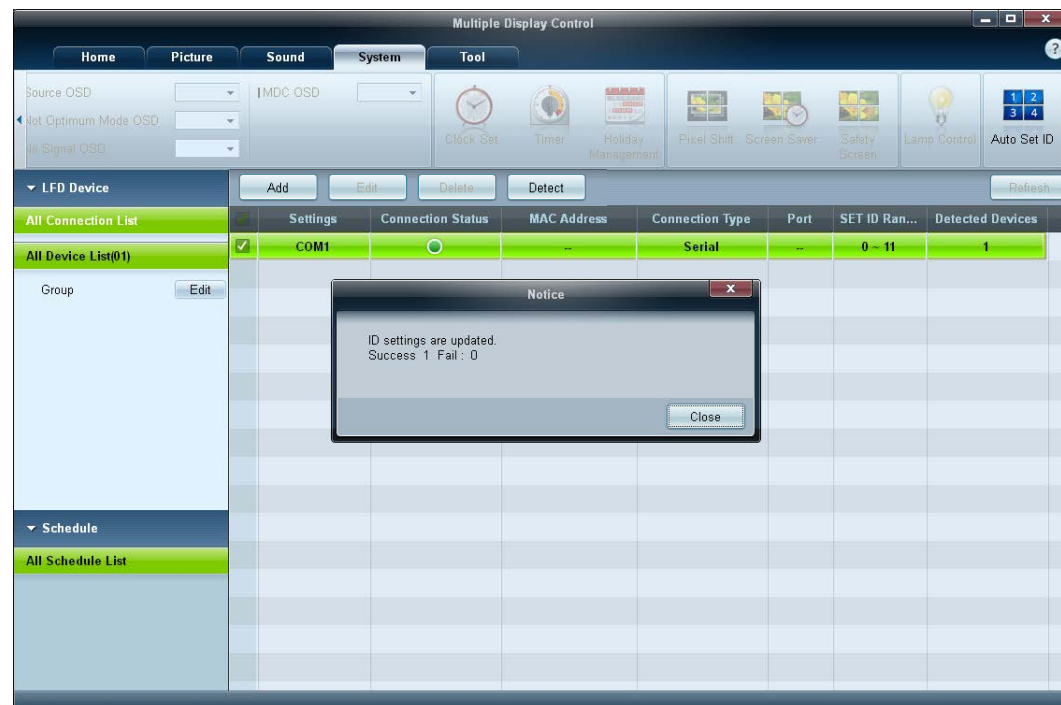 Multiple Display Control
Home Picture Sound System Tool
?
Source OSD MDC OSD
Not Optimum Mode OSD
No Signal OSD
Clock Set Timer Holiday Management Pixel Shift Screen Saver Safety Screen Lamp Control Auto Set ID
1 2
3 4
LFD Device
Add Edit Delete Detect Refresh
All Connection List
Settings Connection Status MAC Address Connection Type Port SET ID Ran... Detected Devices
COM1 -- Serial -- 0 ~ 11 1
All Device List(01)
Group Edit
Notice
ID settings are updated.
Success 1 Fail : 0
Close
Schedule
All Schedule List